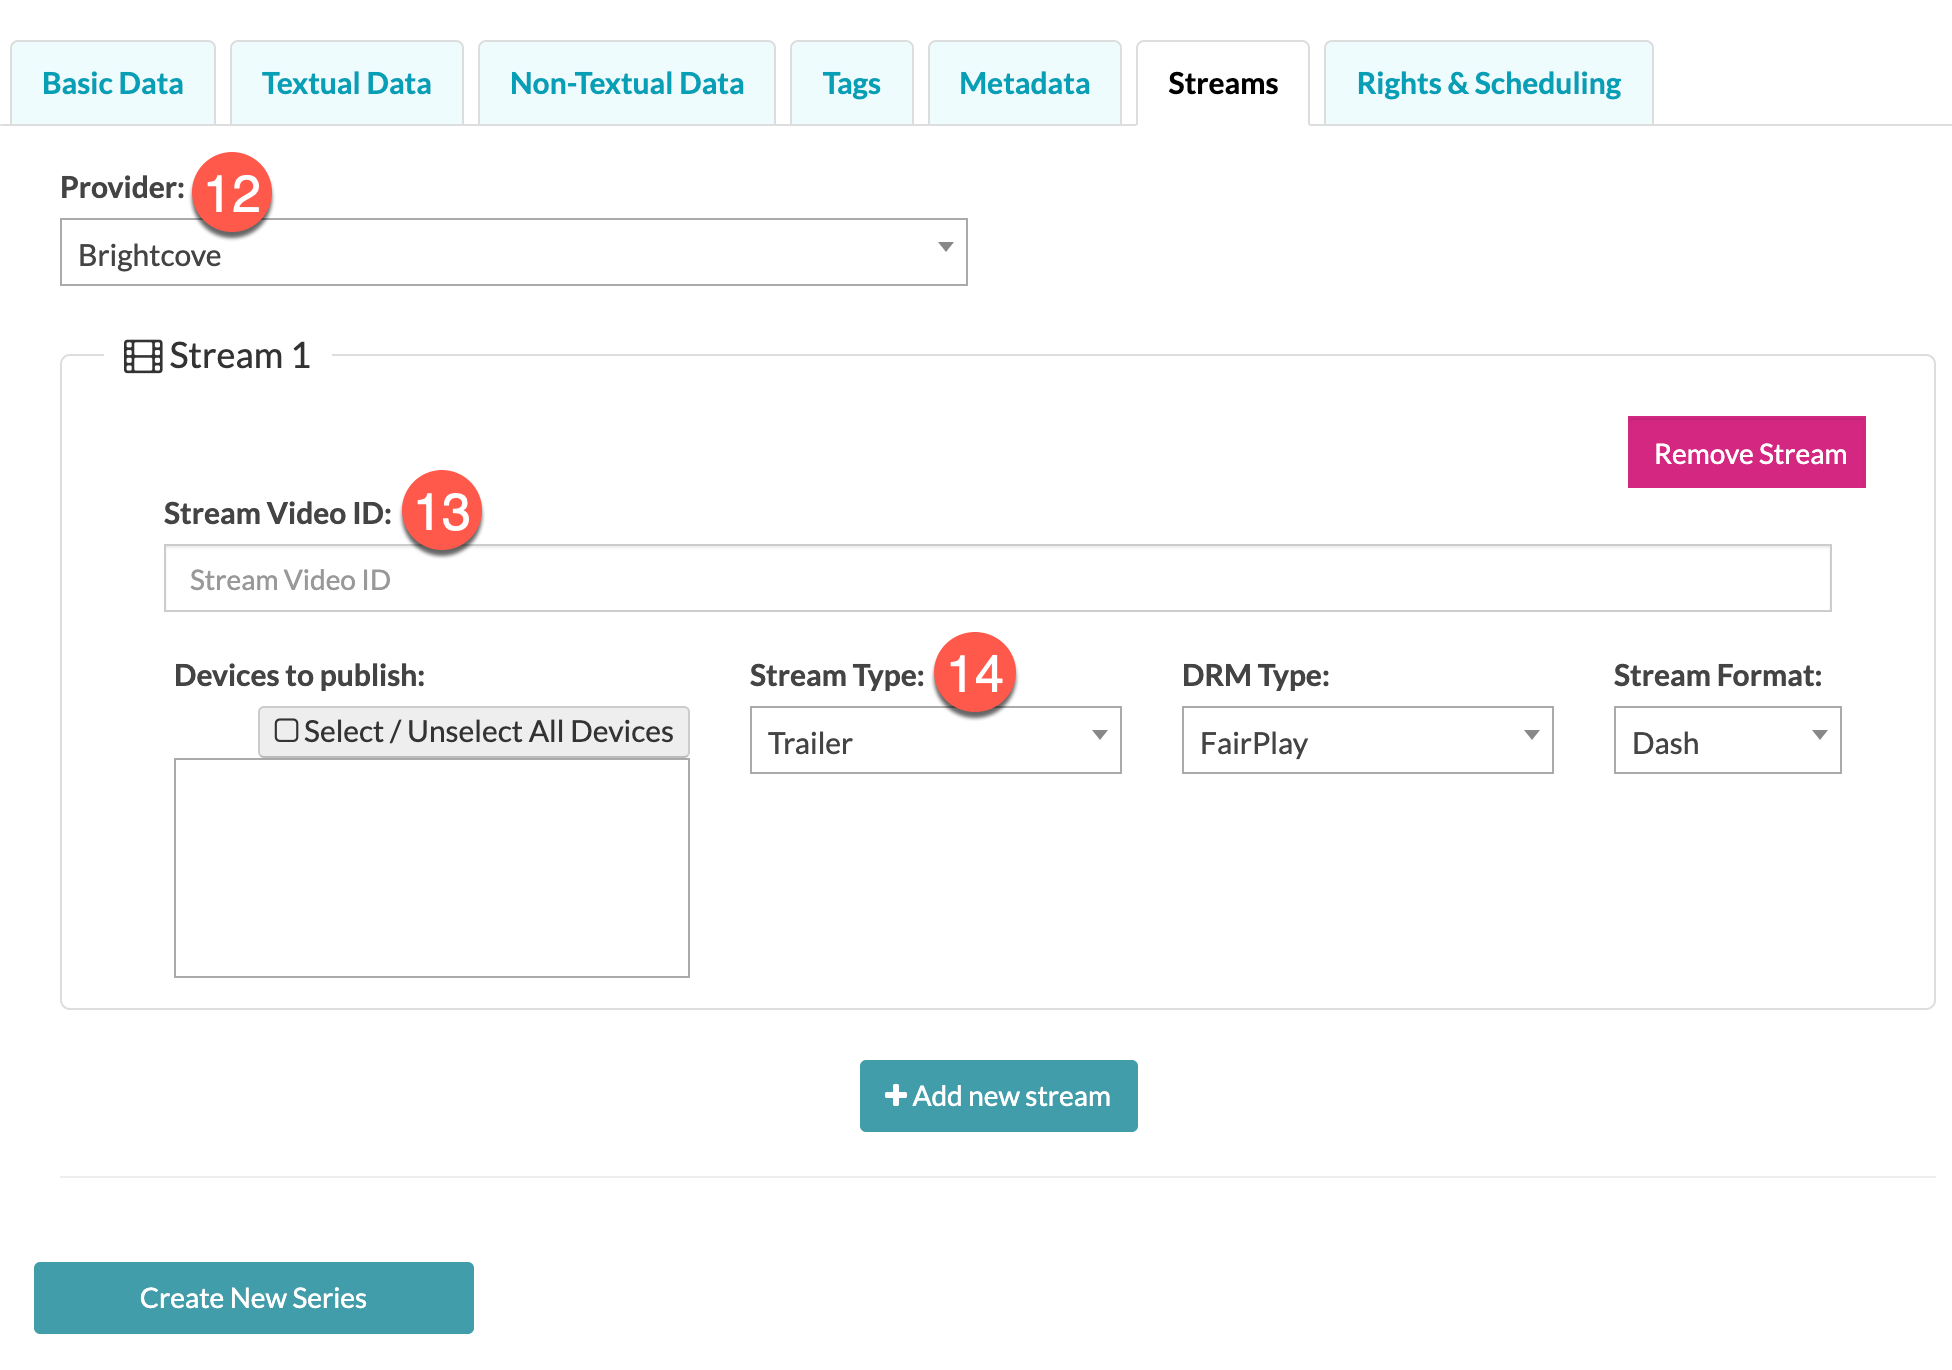 Basic Data Textual Data Non-Textual Data Tags Metadata Streams Rights & Scheduling
Provider: 12
Brightcove
Stream 1
Remove Stream
Stream Video ID: 13
Stream Video ID
Devices to publish: Stream Type: 14 DRM Type: Stream Format:
Select / Unselect All Devices Trailer FairPlay Dash
Add new stream
Create New Series